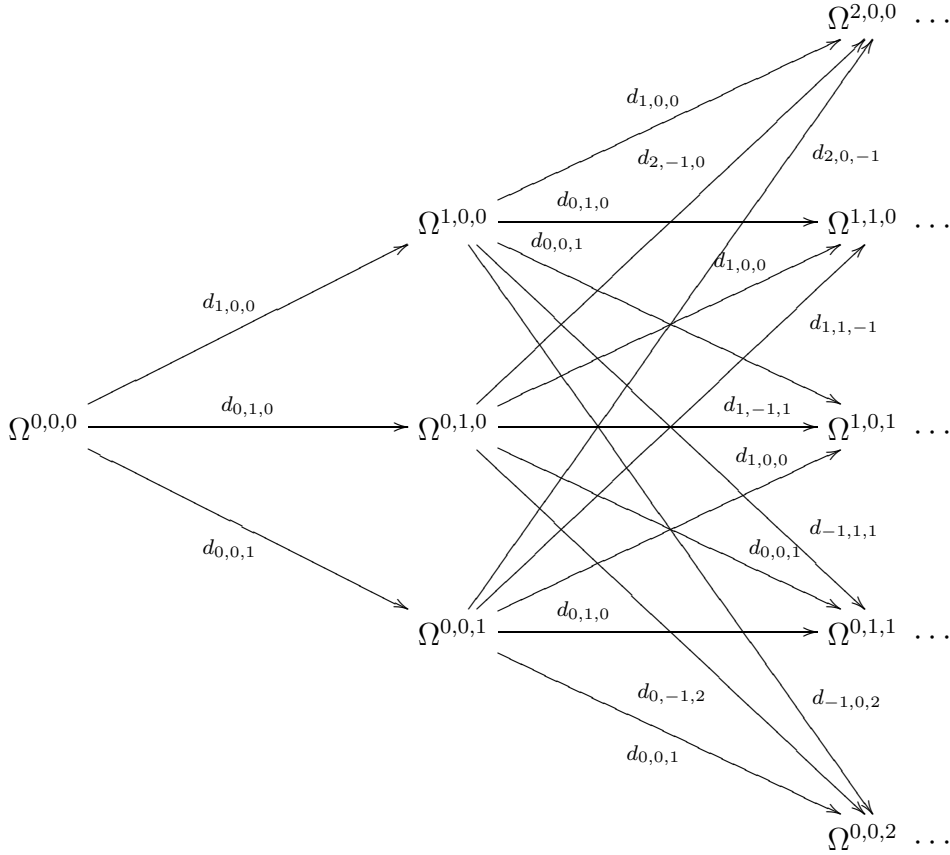 Ω^{2,0,0} ⋯
d_{1,0,0}
d_{2,−1,0}
d_{2,0,−1}
d_{0,1,0}
Ω^{1,0,0}
Ω^{1,1,0} ⋯
d_{0,0,1}
d_{1,0,0}
d_{1,0,0}
d_{1,1,−1}
d_{0,1,0}
d_{1,−1,1}
Ω^{0,0,0}
Ω^{0,1,0}
Ω^{1,0,1} ⋯
d_{1,0,0}
d_{−1,1,1}
d_{0,0,1}
d_{0,0,1}
d_{0,1,0}
Ω^{0,0,1}
Ω^{0,1,1} ⋯
d_{0,−1,2}
d_{−1,0,2}
d_{0,0,1}
Ω^{0,0,2} ⋯